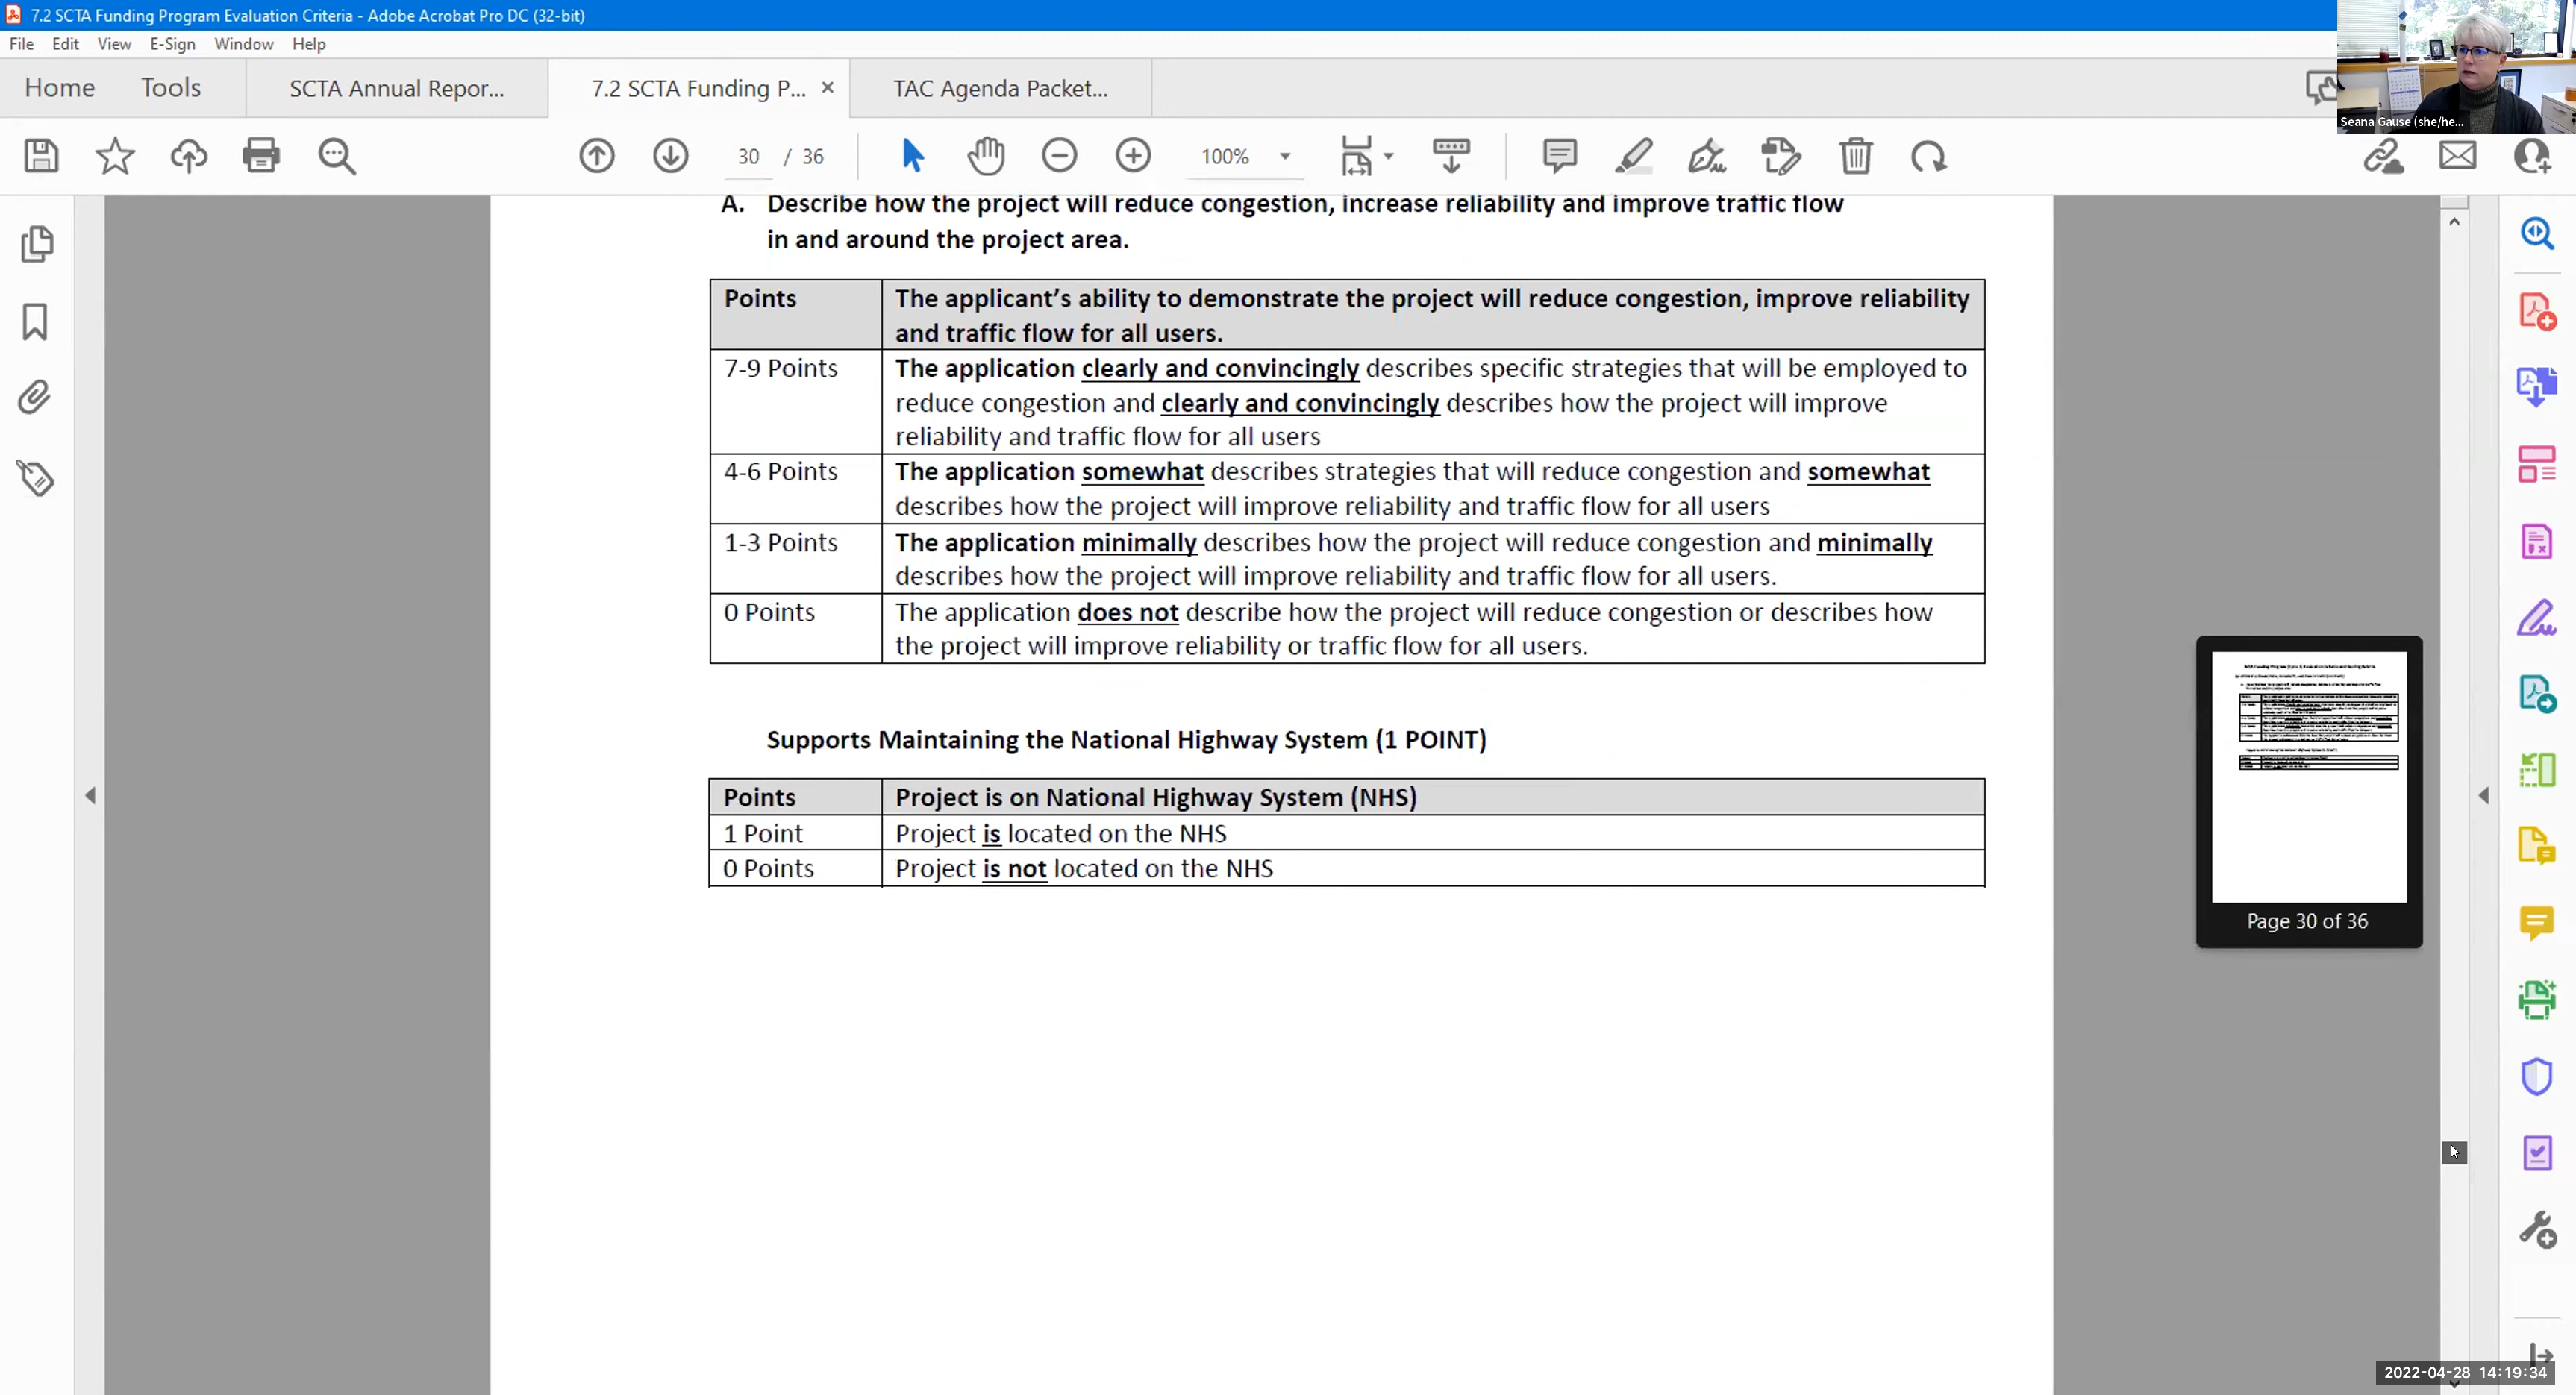 7.2 SCTA Funding Program Evaluation Criteria - Adobe Acrobat Pro DC (32-bit)
File Edit View E-Sign Window Help
Home Tools SCTA Annual Repor... 7.2 SCTA Funding P... × TAC Agenda Packet...
Seana Gause (she/he...
30 / 36 100%
A. Describe how the project will reduce congestion, increase reliability and improve traffic flow
in and around the project area.
Points The applicant’s ability to demonstrate the project will reduce congestion, improve reliability
and traffic flow for all users.
7-9 Points The application clearly and convincingly describes specific strategies that will be employed to
reduce congestion and clearly and convincingly describes how the project will improve
reliability and traffic flow for all users
4-6 Points The application somewhat describes strategies that will reduce congestion and somewhat
describes how the project will improve reliability and traffic flow for all users
1-3 Points The application minimally describes how the project will reduce congestion and minimally
describes how the project will improve reliability and traffic flow for all users.
0 Points The application does not describe how the project will reduce congestion or describes how
the project will improve reliability or traffic flow for all users.
Supports Maintaining the National Highway System (1 POINT)
Points Project is on National Highway System (NHS)
1 Point Project is located on the NHS
0 Points Project is not located on the NHS
Page 30 of 36
2022-04-28 14:19:34